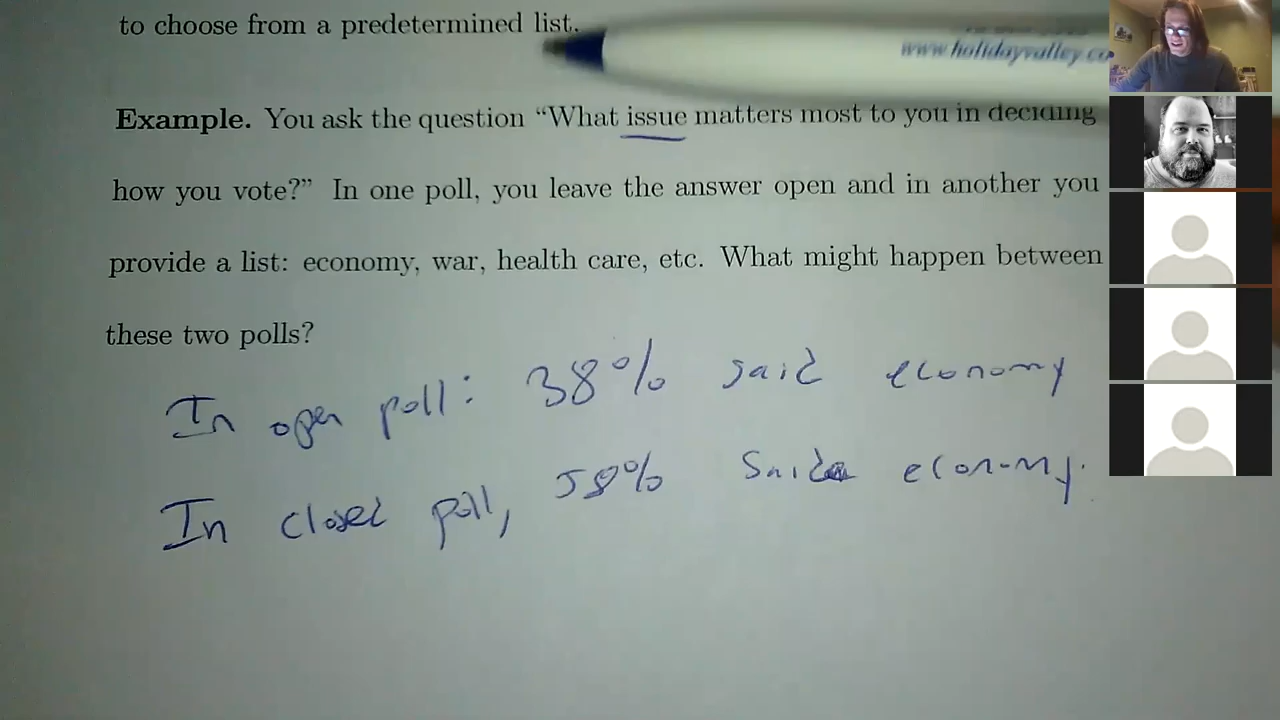 to choose from a predetermined list.
www.holidayvalley.co
Example. You ask the question “What issue matters most to you in deciding
how you vote?” In one poll, you leave the answer open and in another you
provide a list: economy, war, health care, etc. What might happen between
these two polls?
In open poll: 38% said economy
In closed poll, 58% said economy.